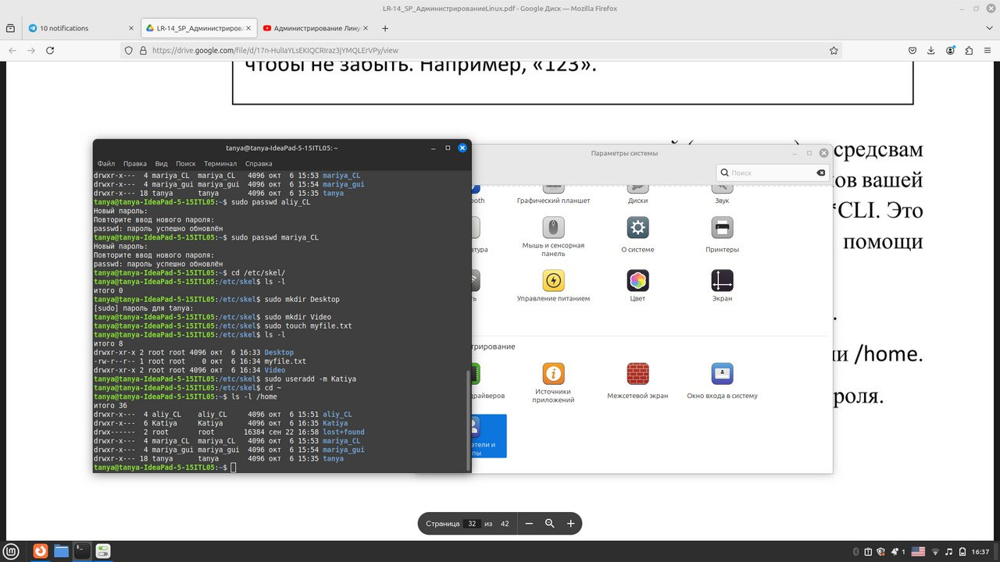 LR-14_SP_АдминистрированиеLinux.pdf - Google Диск — Mozilla Firefox
10 notifications
LR-14_SP_Администриров
Администрирование Лину
чтобы не забыть. Например, «123».
средсвам
ов вашей
*CLI. Это
помощи
и /home.
роля.
tanya@tanya-IdeaPad-5-15ITL05: ~
Файл Правка Вид Поиск Терминал Справка
drwxr-x--- 4 mariya_CL mariya_CL 4096 окт 6 15:53 mariya_CL
drwxr-x--- 4 mariya_gui mariya_gui 4096 окт 6 15:54 mariya_gui
drwxr-x--- 18 tanya tanya 4096 окт 6 15:35 tanya
tanya@tanya-IdeaPad-5-15ITL05:~$ sudo passwd aliy_CL
Новый пароль:
Повторите ввод нового пароля:
passwd: пароль успешно обновлён
tanya@tanya-IdeaPad-5-15ITL05:~$ sudo passwd mariya_CL
Новый пароль:
Повторите ввод нового пароля:
passwd: пароль успешно обновлён
tanya@tanya-IdeaPad-5-15ITL05:~$ cd /etc/skel/
tanya@tanya-IdeaPad-5-15ITL05:/etc/skel$ ls -l
итого 0
tanya@tanya-IdeaPad-5-15ITL05:/etc/skel$ sudo mkdir Desktop
[sudo] пароль для tanya:
tanya@tanya-IdeaPad-5-15ITL05:/etc/skel$ sudo mkdir Video
tanya@tanya-IdeaPad-5-15ITL05:/etc/skel$ sudo touch myfile.txt
tanya@tanya-IdeaPad-5-15ITL05:/etc/skel$ ls -l
итого 8
drwxr-xr-x 2 root root 4096 окт 6 16:33 Desktop
-rw-r--r-- 1 root root 0 окт 6 16:34 myfile.txt
drwxr-xr-x 2 root root 4096 окт 6 16:34 Video
tanya@tanya-IdeaPad-5-15ITL05:/etc/skel$ sudo useradd -m Katiya
tanya@tanya-IdeaPad-5-15ITL05:/etc/skel$ cd ~
tanya@tanya-IdeaPad-5-15ITL05:~$ ls -l /home
итого 36
drwxr-x--- 4 aliy_CL aliy_CL 4096 окт 6 15:51 aliy_CL
drwxr-x--- 6 Katiya Katiya 4096 окт 6 16:35 Katiya
drwx------ 2 root root 16384 сен 22 16:58 lost+found
drwxr-x--- 4 mariya_CL mariya_CL 4096 окт 6 15:53 mariya_CL
drwxr-x--- 4 mariya_gui mariya_gui 4096 окт 6 15:54 mariya_gui
drwxr-x--- 18 tanya tanya 4096 окт 6 15:35 tanya
tanya@tanya-IdeaPad-5-15ITL05:~$
Параметры системы
Поиск
ooth Графический планшет Диски Звук
тура Мышь и сенсорная панель О системе Принтеры
ть Управление питанием Цвет Экран
трирование
драйверов Источники приложений Межсетевой экран Окно входа в систему
атели и
пы
Страница 32 из 42
1
16:37